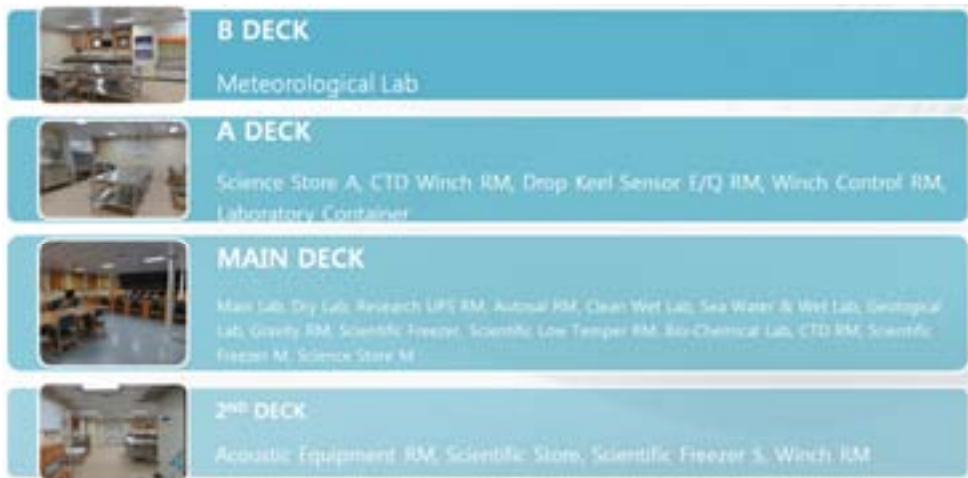 B DECK
Meteorological Lab
A DECK
Science Store A, CTD Winch RM, Drop Keel Sensor E/Q RM, Winch Control RM,
Laboratory Container
MAIN DECK
Main Lab, Dry Lab, Research UPS RM, Autosal RM, Clean Wet Lab, Sea Water & Wet Lab, Geological
Lab, Gravity RM, Scientific Freezer, Scientific Low Temper RM, Bio-Chemical Lab, CTD RM, Scientific
Freezer M, Science Store M
2ND DECK
Acoustic Equipment RM, Scientific Store, Scientific Freezer S, Winch RM